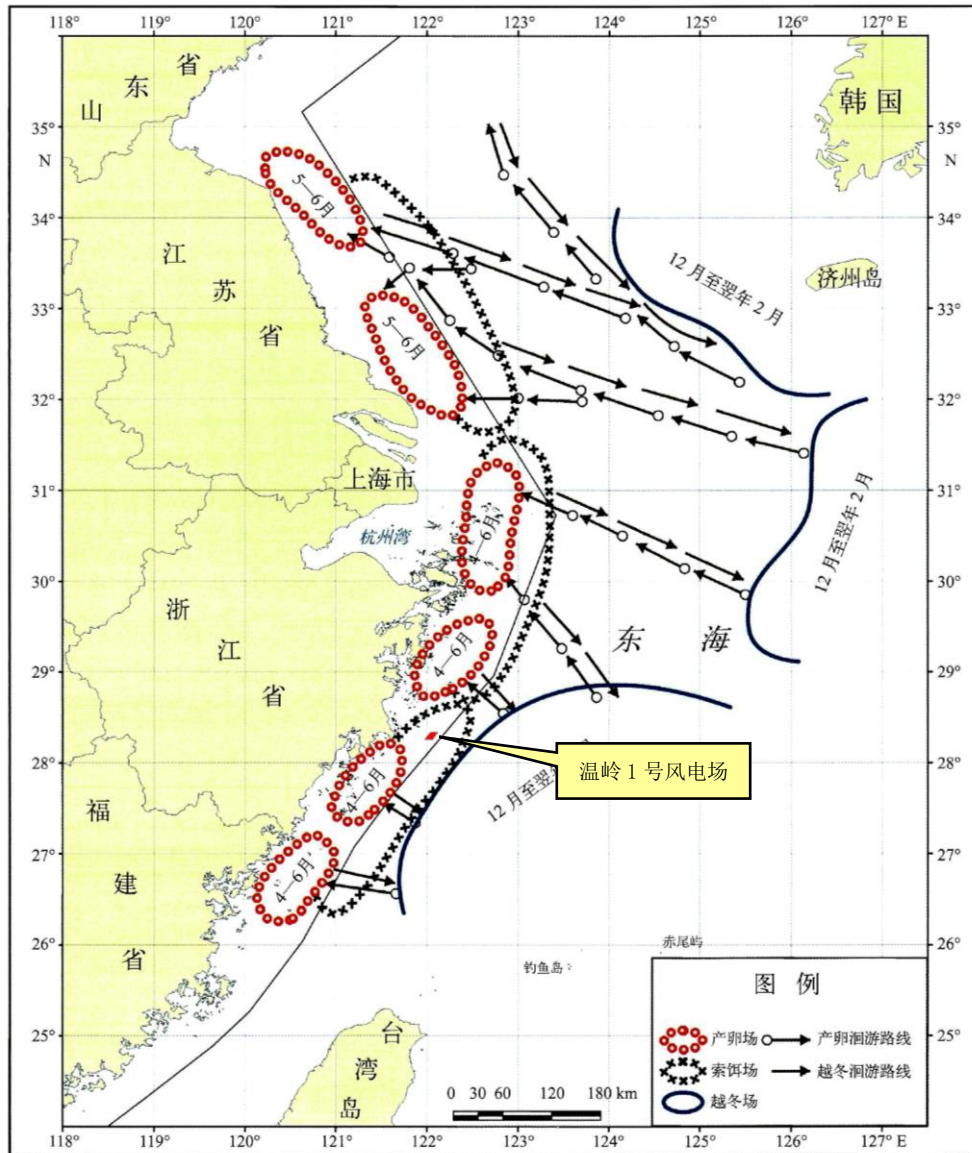 118° 119° 120° 121° 122° 123° 124° 125° 126° 127° E
山 东 省
韩国
35° 35°
N N
5—6月
34° 34°
江 苏 省
12月至翌年2月
济州岛
33° 33°
5—6月
32° 32°
上海市
31° 31°
4—6月
杭州湾
12月至翌年2月
30° 30°
浙 江 省
东 海
4—6月
29° 29°
28° 28°
温岭1号风电场
4—6月
12月至翌年
月
福 建 省
27° 27°
4—6月
26° 26°
赤尾屿
钓鱼岛
25° 25°
台 湾 岛
0 30 60 120 180 km
图 例
产卵场 产卵洄游路线
索饵场 越冬洄游路线
越冬场
118° 119° 120° 121° 122° 123° 124° 125° 126° 127° E